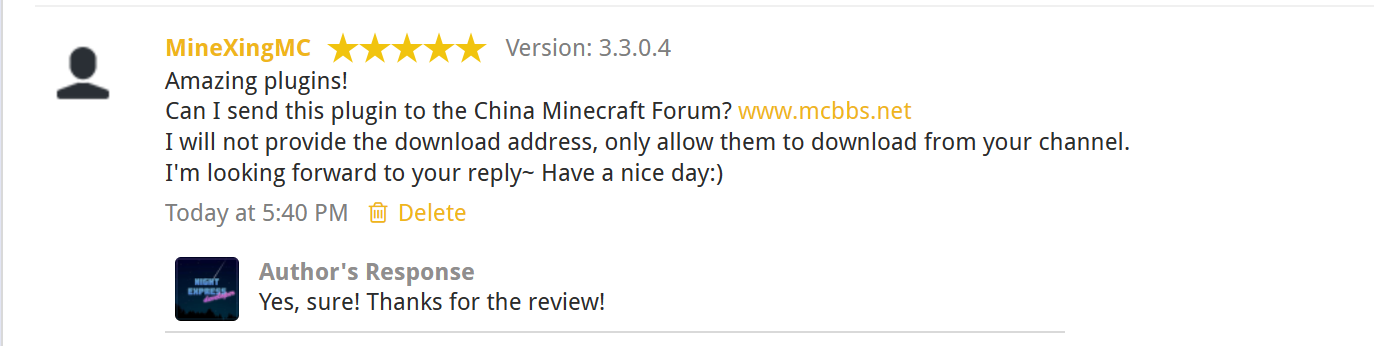 MineXingMC Version: 3.3.0.4
Amazing plugins!
Can I send this plugin to the China Minecraft Forum? www.mcbbs.net
I will not provide the download address, only allow them to download from your channel.
I'm looking forward to your reply~ Have a nice day:)
Today at 5:40 PM Delete
NIGHT
EXPRESS
Author's Response
Yes, sure! Thanks for the review!